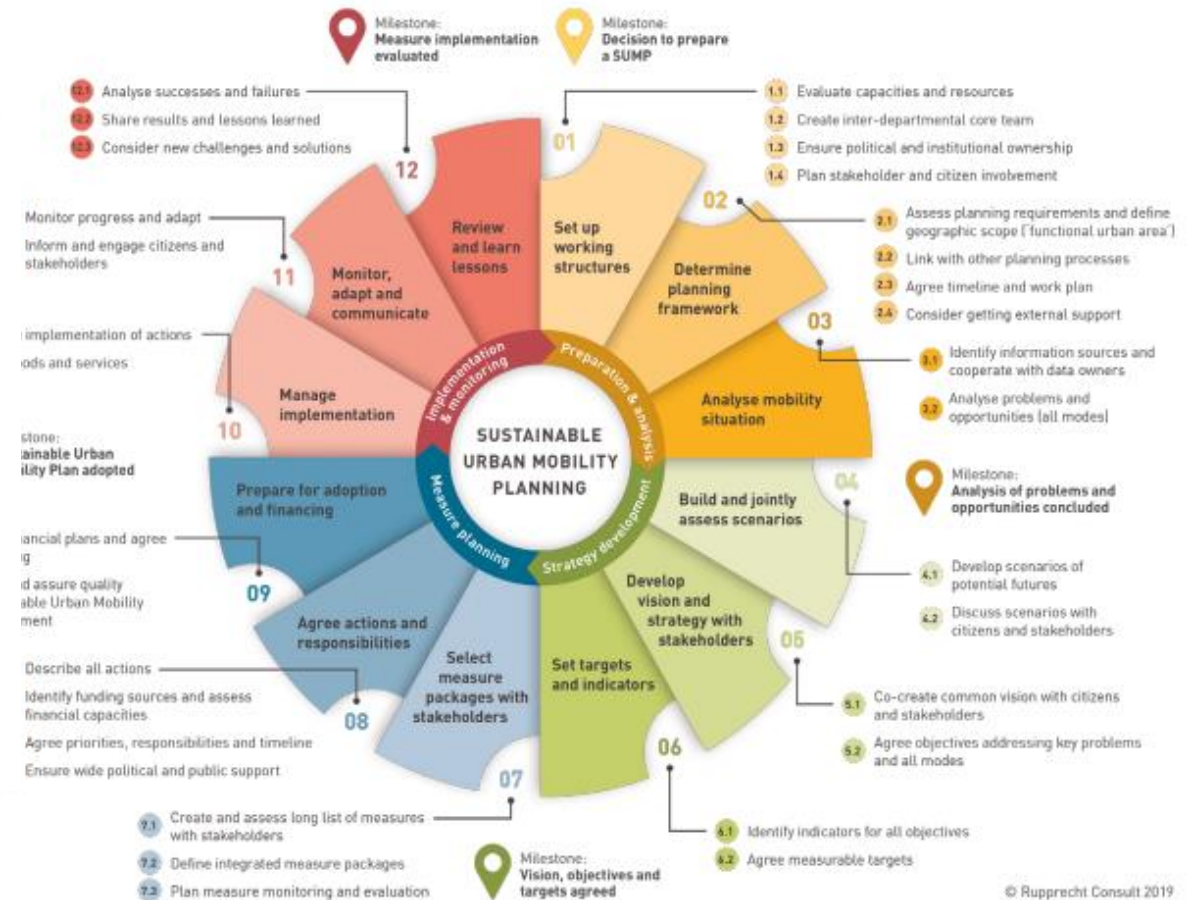 Milestone:
Measure implementation
evaluated
Milestone:
Decision to prepare
a SUMP
12.1 Analyse successes and failures
12.2 Share results and lessons learned
12.3 Consider new challenges and solutions
1.1 Evaluate capacities and resources
1.2 Create inter-departmental core team
1.3 Ensure political and institutional ownership
1.4 Plan stakeholder and citizen involvement
2.1 Assess planning requirements and define
geographic scope (‘functional urban area’)
2.2 Link with other planning processes
2.3 Agree timeline and work plan
2.4 Consider getting external support
3.1 Identify information sources and
cooperate with data owners
3.2 Analyse problems and
opportunities (all modes)
Milestone:
Analysis of problems and
opportunities concluded
4.1 Develop scenarios of
potential futures
4.2 Discuss scenarios with
citizens and stakeholders
5.1 Co-create common vision with citizens
and stakeholders
5.2 Agree objectives addressing key problems
and all modes
6.1 Identify indicators for all objectives
6.2 Agree measurable targets
Milestone:
Vision, objectives and
targets agreed
7.1 Create and assess long list of measures
with stakeholders
7.2 Define integrated measure packages
7.3 Plan measure monitoring and evaluation
Describe all actions
Identify funding sources and assess
financial capacities
Agree priorities, responsibilities and timeline
Ensure wide political and public support
ancial plans and agree
g
d assure quality
able Urban Mobility
ment
stone:
ainable Urban
ility Plan adopted
implementation of actions
ods and services
Monitor progress and adapt
Inform and engage citizens and
stakeholders
01
Set up
working
structures
02
Determine
planning
framework
03
Analyse mobility
situation
04
Build and jointly
assess scenarios
05
Develop
vision and
strategy with
stakeholders
06
Set targets
and indicators
07
Select
measure
packages with
stakeholders
08
Agree actions and
responsibilities
09
Prepare for adoption
and financing
10
Manage
implementation
11
Monitor,
adapt and
communicate
12
Review
and learn
lessons
Preparation & analysis
Strategy development
Measure planning
Implementation
& monitoring
SUSTAINABLE
URBAN MOBILITY
PLANNING
© Rupprecht Consult 2019